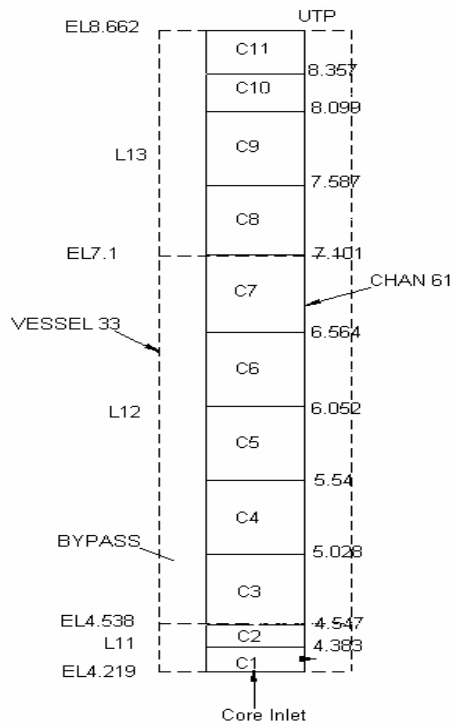 UTP
EL8.662
C11
8.357
C10
8.099
C9
L13
7.587
C8
EL7.1
7.101
C7
CHAN 61
VESSEL 33
6.564
C6
6.052
L12
C5
5.54
C4
BYPASS
5.028
C3
EL4.538
4.547
C2
L11
4.383
C1
EL4.219
Core Inlet